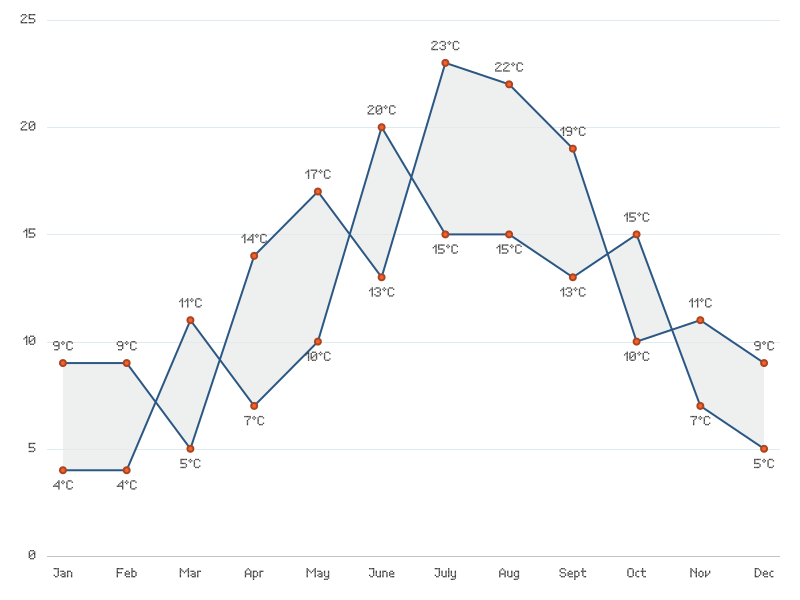 25
23°C
22°C
20°C
20
19°C
17°C
15°C
14°C
15
15°C
15°C
13°C
13°C
11°C
11°C
9°C
9°C
10
9°C
10°C
10°C
7°C
7°C
5
5°C
5°C
4°C
4°C
0
Jan Feb Mar Apr May June July Aug Sept Oct Nov Dec